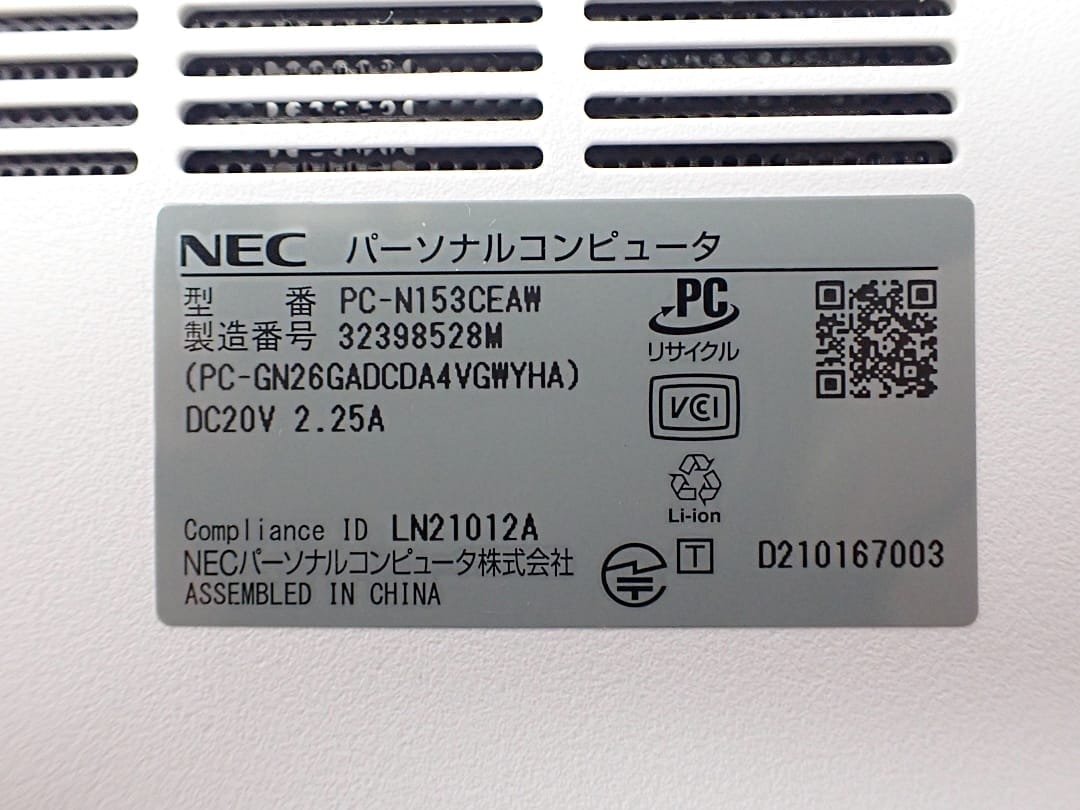 NEC パーソナルコンピュータ
型 番 PC-N153CEAW
製造番号 32398528M
(PC-GN26GADCDA4VGWYHA)
DC20V 2.25A
PC
リサイクル
VCCI
Li-ion
Compliance ID LN21012A
NECパーソナルコンピュータ株式会社
ASSEMBLED IN CHINA
T D210167003